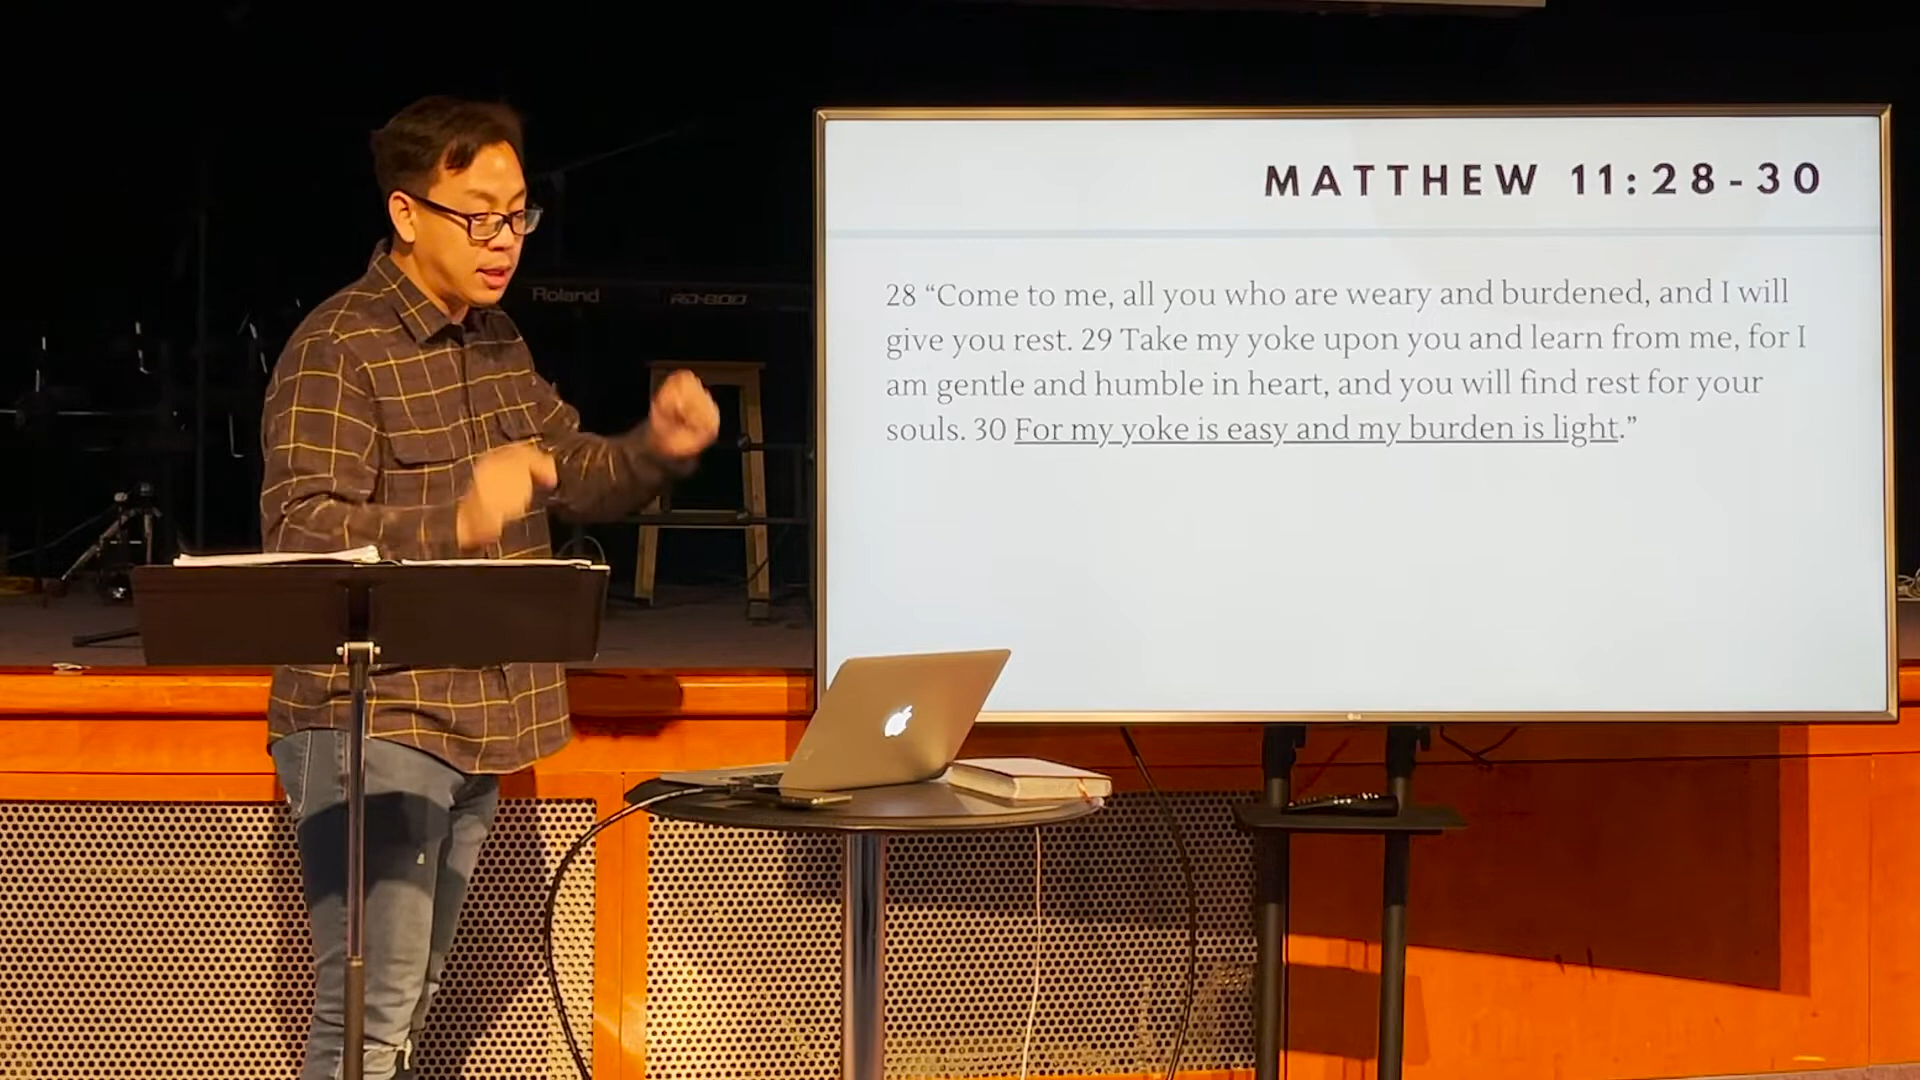 MATTHEW 11:28-30
28 “Come to me, all you who are weary and burdened, and I will
give you rest. 29 Take my yoke upon you and learn from me, for I
am gentle and humble in heart, and you will find rest for your
souls. 30 For my yoke is easy and my burden is light.”
Roland
RD-800